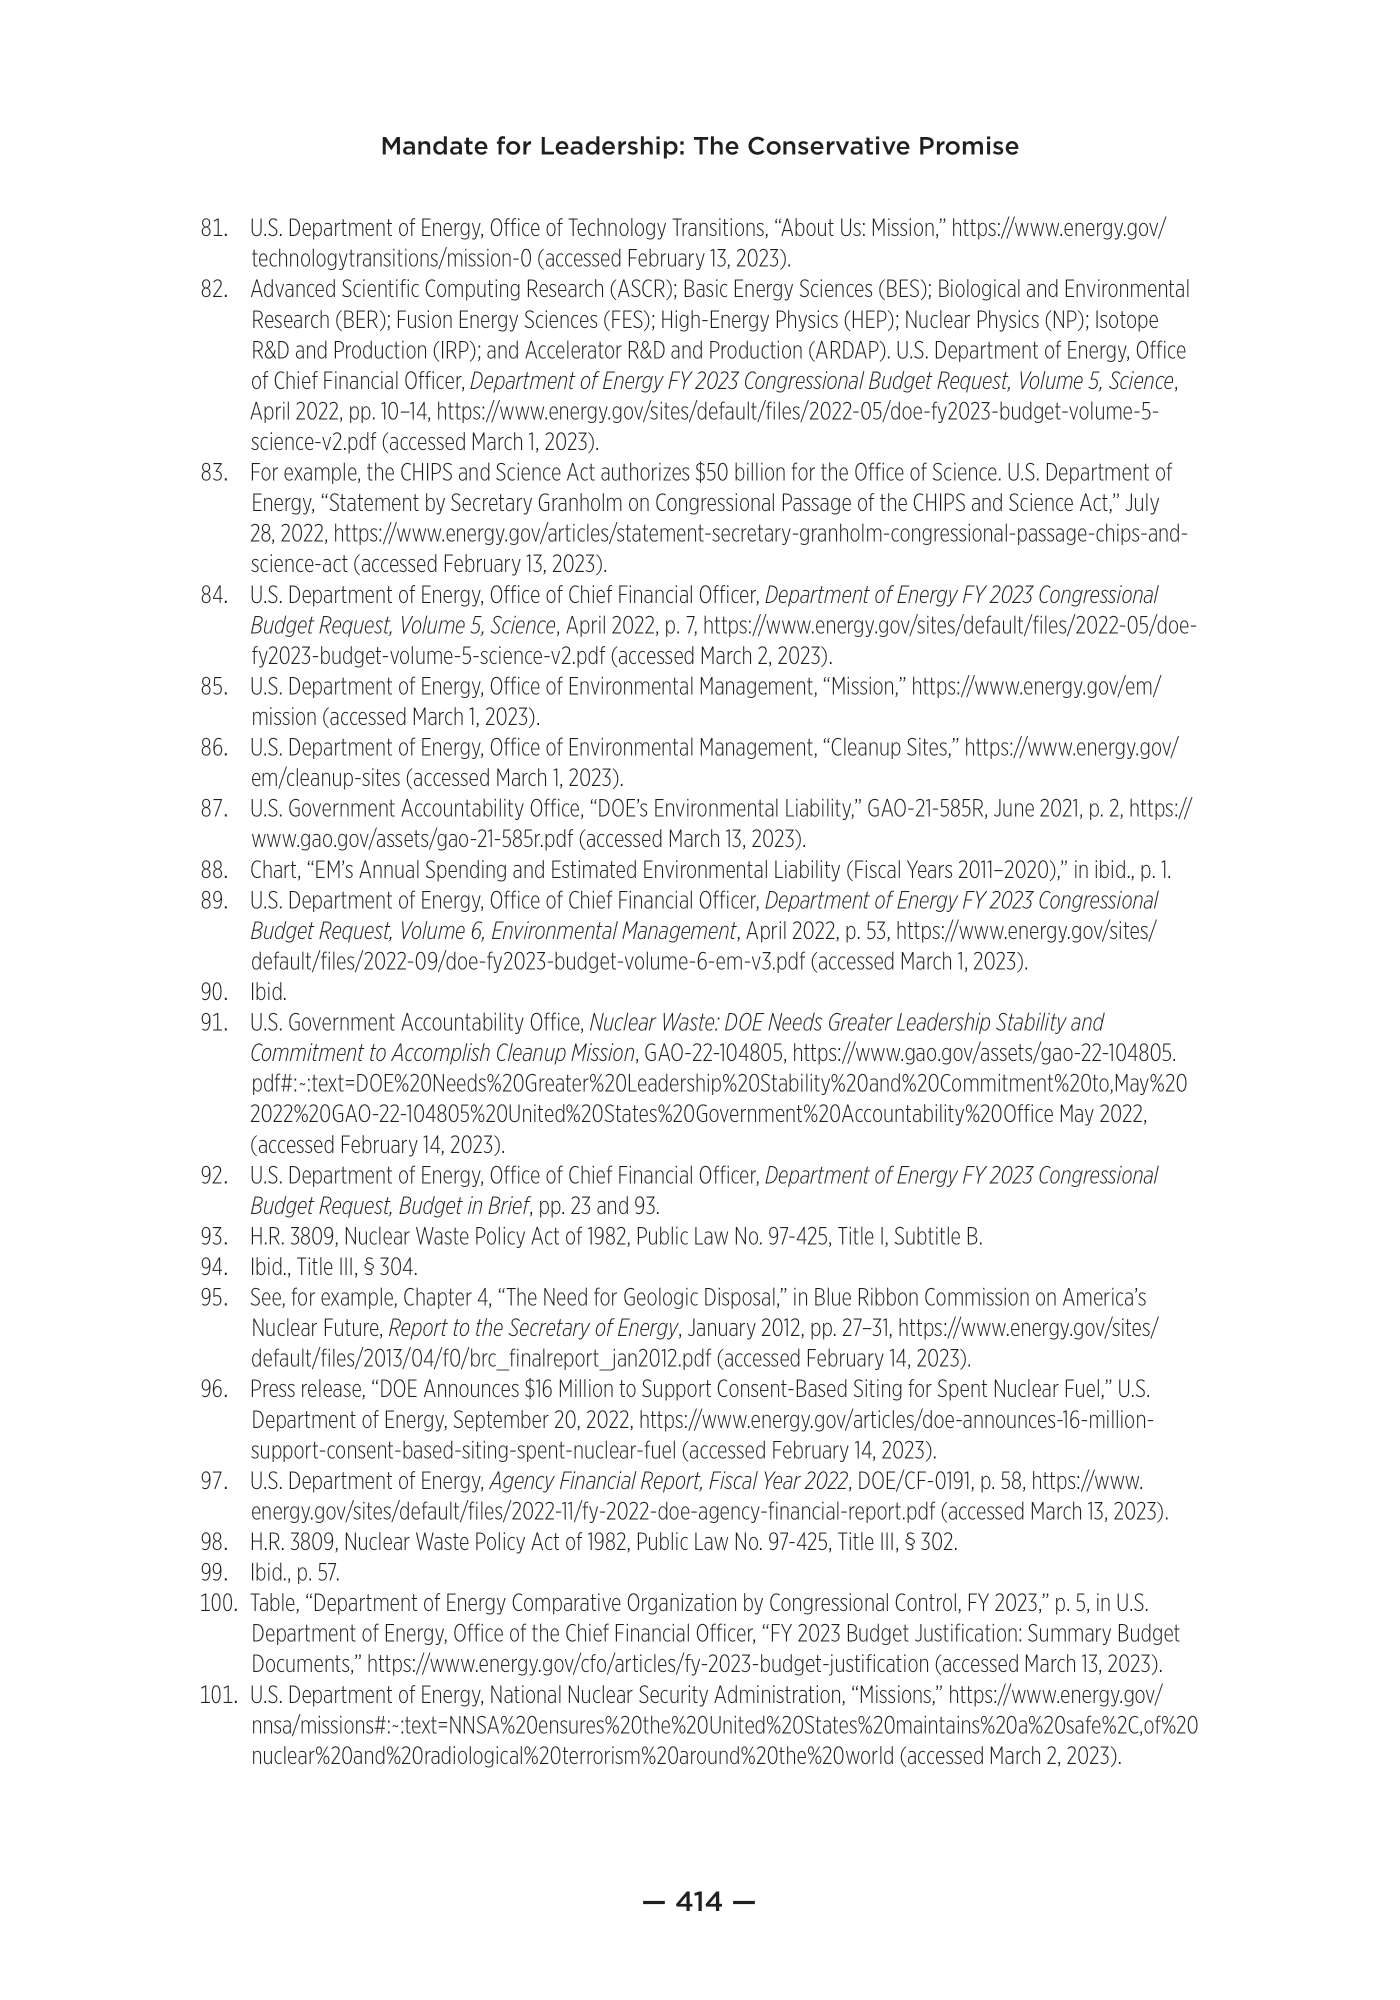 Mandate for Leadership: The Conservative Promise
81. U.S. Department of Energy, Office of Technology Transitions, “About Us: Mission,” https://www.energy.gov/
technologytransitions/mission-0 (accessed February 13, 2023).
82. Advanced Scientific Computing Research (ASCR); Basic Energy Sciences (BES); Biological and Environmental
Research (BER); Fusion Energy Sciences (FES); High-Energy Physics (HEP); Nuclear Physics (NP); Isotope
R&D and Production (IRP); and Accelerator R&D and Production (ARDAP). U.S. Department of Energy, Office
of Chief Financial Officer, Department of Energy FY 2023 Congressional Budget Request, Volume 5, Science,
April 2022, pp. 10–14, https://www.energy.gov/sites/default/files/2022-05/doe-fy2023-budget-volume-5-
science-v2.pdf (accessed March 1, 2023).
83. For example, the CHIPS and Science Act authorizes $50 billion for the Office of Science. U.S. Department of
Energy, “Statement by Secretary Granholm on Congressional Passage of the CHIPS and Science Act,” July
28, 2022, https://www.energy.gov/articles/statement-secretary-granholm-congressional-passage-chips-and-
science-act (accessed February 13, 2023).
84. U.S. Department of Energy, Office of Chief Financial Officer, Department of Energy FY 2023 Congressional
Budget Request, Volume 5, Science, April 2022, p. 7, https://www.energy.gov/sites/default/files/2022-05/doe-
fy2023-budget-volume-5-science-v2.pdf (accessed March 2, 2023).
85. U.S. Department of Energy, Office of Environmental Management, “Mission,” https://www.energy.gov/em/
mission (accessed March 1, 2023).
86. U.S. Department of Energy, Office of Environmental Management, “Cleanup Sites,” https://www.energy.gov/
em/cleanup-sites (accessed March 1, 2023).
87. U.S. Government Accountability Office, “DOE’s Environmental Liability,” GAO-21-585R, June 2021, p. 2, https://
www.gao.gov/assets/gao-21-585r.pdf (accessed March 13, 2023).
88. Chart, “EM’s Annual Spending and Estimated Environmental Liability (Fiscal Years 2011–2020),” in ibid., p. 1.
89. U.S. Department of Energy, Office of Chief Financial Officer, Department of Energy FY 2023 Congressional
Budget Request, Volume 6, Environmental Management, April 2022, p. 53, https://www.energy.gov/sites/
default/files/2022-09/doe-fy2023-budget-volume-6-em-v3.pdf (accessed March 1, 2023).
90. Ibid.
91. U.S. Government Accountability Office, Nuclear Waste: DOE Needs Greater Leadership Stability and
Commitment to Accomplish Cleanup Mission, GAO-22-104805, https://www.gao.gov/assets/gao-22-104805.
pdf#:~:text=DOE%20Needs%20Greater%20Leadership%20Stability%20and%20Commitment%20to,May%20
2022%20GAO-22-104805%20United%20States%20Government%20Accountability%20Office May 2022,
(accessed February 14, 2023).
92. U.S. Department of Energy, Office of Chief Financial Officer, Department of Energy FY 2023 Congressional
Budget Request, Budget in Brief, pp. 23 and 93.
93. H.R. 3809, Nuclear Waste Policy Act of 1982, Public Law No. 97-425, Title I, Subtitle B.
94. Ibid., Title III, § 304.
95. See, for example, Chapter 4, “The Need for Geologic Disposal,” in Blue Ribbon Commission on America’s
Nuclear Future, Report to the Secretary of Energy, January 2012, pp. 27–31, https://www.energy.gov/sites/
default/files/2013/04/f0/brc_finalreport_jan2012.pdf (accessed February 14, 2023).
96. Press release, “DOE Announces $16 Million to Support Consent-Based Siting for Spent Nuclear Fuel,” U.S.
Department of Energy, September 20, 2022, https://www.energy.gov/articles/doe-announces-16-million-
support-consent-based-siting-spent-nuclear-fuel (accessed February 14, 2023).
97. U.S. Department of Energy, Agency Financial Report, Fiscal Year 2022, DOE/CF-0191, p. 58, https://www.
energy.gov/sites/default/files/2022-11/fy-2022-doe-agency-financial-report.pdf (accessed March 13, 2023).
98. H.R. 3809, Nuclear Waste Policy Act of 1982, Public Law No. 97-425, Title III, § 302.
99. Ibid., p. 57.
100. Table, “Department of Energy Comparative Organization by Congressional Control, FY 2023,” p. 5, in U.S.
Department of Energy, Office of the Chief Financial Officer, “FY 2023 Budget Justification: Summary Budget
Documents,” https://www.energy.gov/cfo/articles/fy-2023-budget-justification (accessed March 13, 2023).
101. U.S. Department of Energy, National Nuclear Security Administration, “Missions,” https://www.energy.gov/
nnsa/missions#:~:text=NNSA%20ensures%20the%20United%20States%20maintains%20a%20safe%2C,of%20
nuclear%20and%20radiological%20terrorism%20around%20the%20world (accessed March 2, 2023).
— 414 —